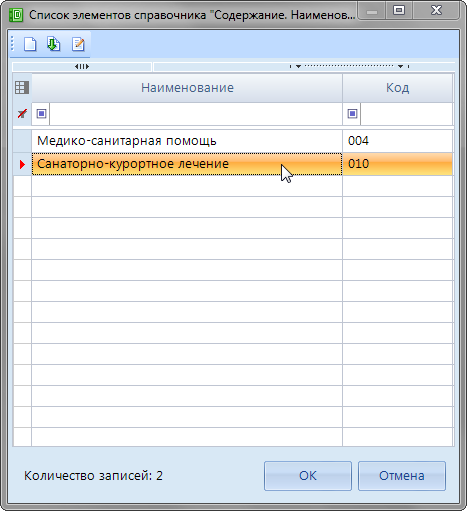 Список элементов справочника "Содержание. Наименов...
Наименование Код
Медико-санитарная помощь 004
Санаторно-курортное лечение 010
Количество записей: 2 ОК Отмена